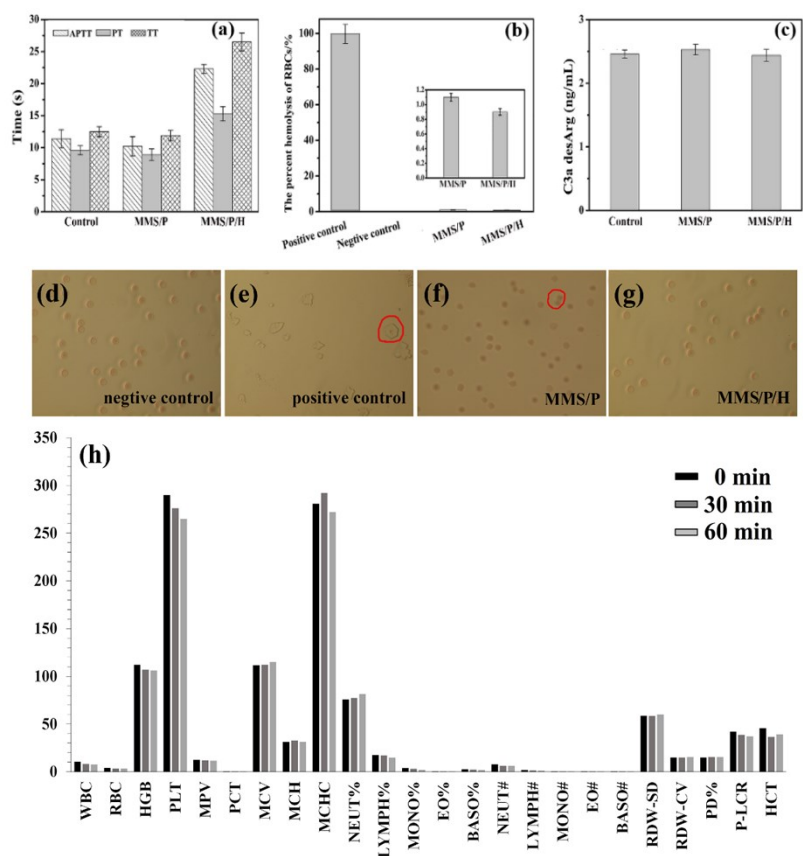 (a)
APTT PT TT
Time (s)
30
25
20
15
10
5
0
Control MMS/P MMS/P/H
(b)
The percent hemolysis of RBCs/%
100
80
60
40
20
0
1.2
1.0
0.8
0.6
0.4
0.2
0.0
MMS/P MMS/P/H
Positive control Negtive control MMS/P MMS/P/H
(c)
C3a desArg (ng/mL)
3
2
1
0
Control MMS/P MMS/P/H
(d)
negtive control
(e)
positive control
(f)
MMS/P
(g)
MMS/P/H
(h)
0 min
30 min
60 min
350
300
250
200
150
100
50
0
WBC RBC HGB PLT MPV PCT MCV MCH MCHC NEUT% LYMPH% MONO% EO% BASO% NEUT# LYMPH# MONO# EO# BASO# RDW-SD RDW-CV PD% P-LCR HCT